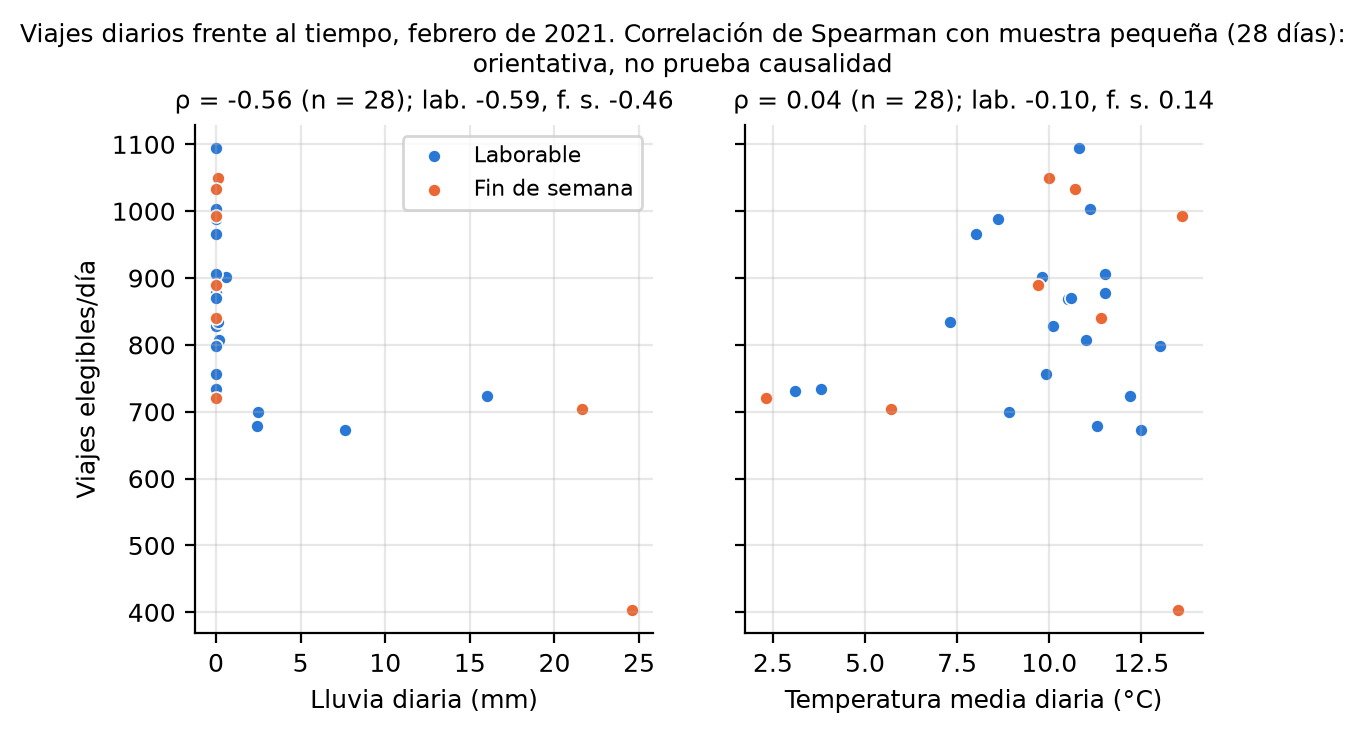 Viajes diarios frente al tiempo, febrero de 2021. Correlación de Spearman con muestra pequeña (28 días):
orientativa, no prueba causalidad
ρ = -0.56 (n = 28); lab. -0.59, f. s. -0.46
ρ = 0.04 (n = 28); lab. -0.10, f. s. 0.14
Viajes elegibles/día
1100
1000
900
800
700
600
500
400
Laborable
Fin de semana
0 5 10 15 20 25
Lluvia diaria (mm)
2.5 5.0 7.5 10.0 12.5
Temperatura media diaria (°C)